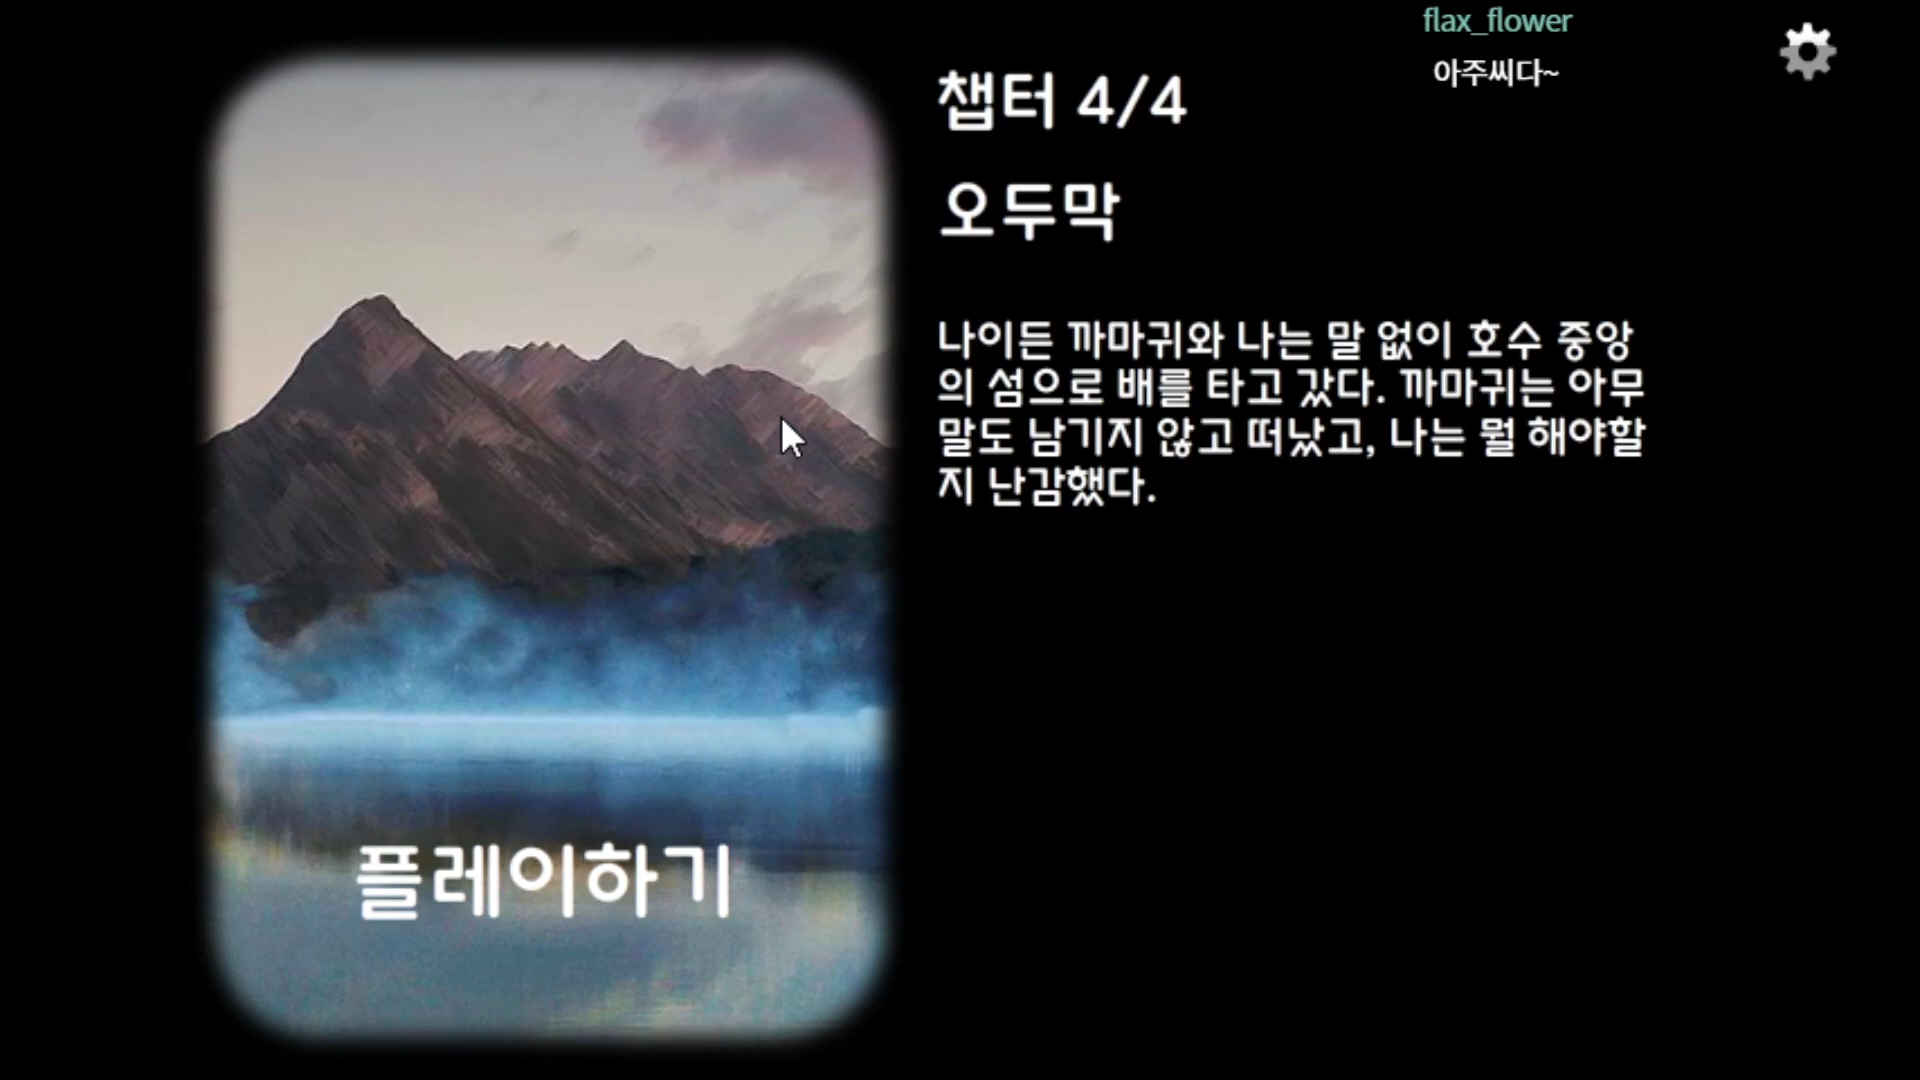 flax_flower
아주씨다~
챕터 4/4
오두막
나이든 까마귀와 나는 말 없이 호수 중앙
의 섬으로 배를 타고 갔다. 까마귀는 아무
말도 남기지 않고 떠났고, 나는 뭘 해야할
지 난감했다.
플레이하기